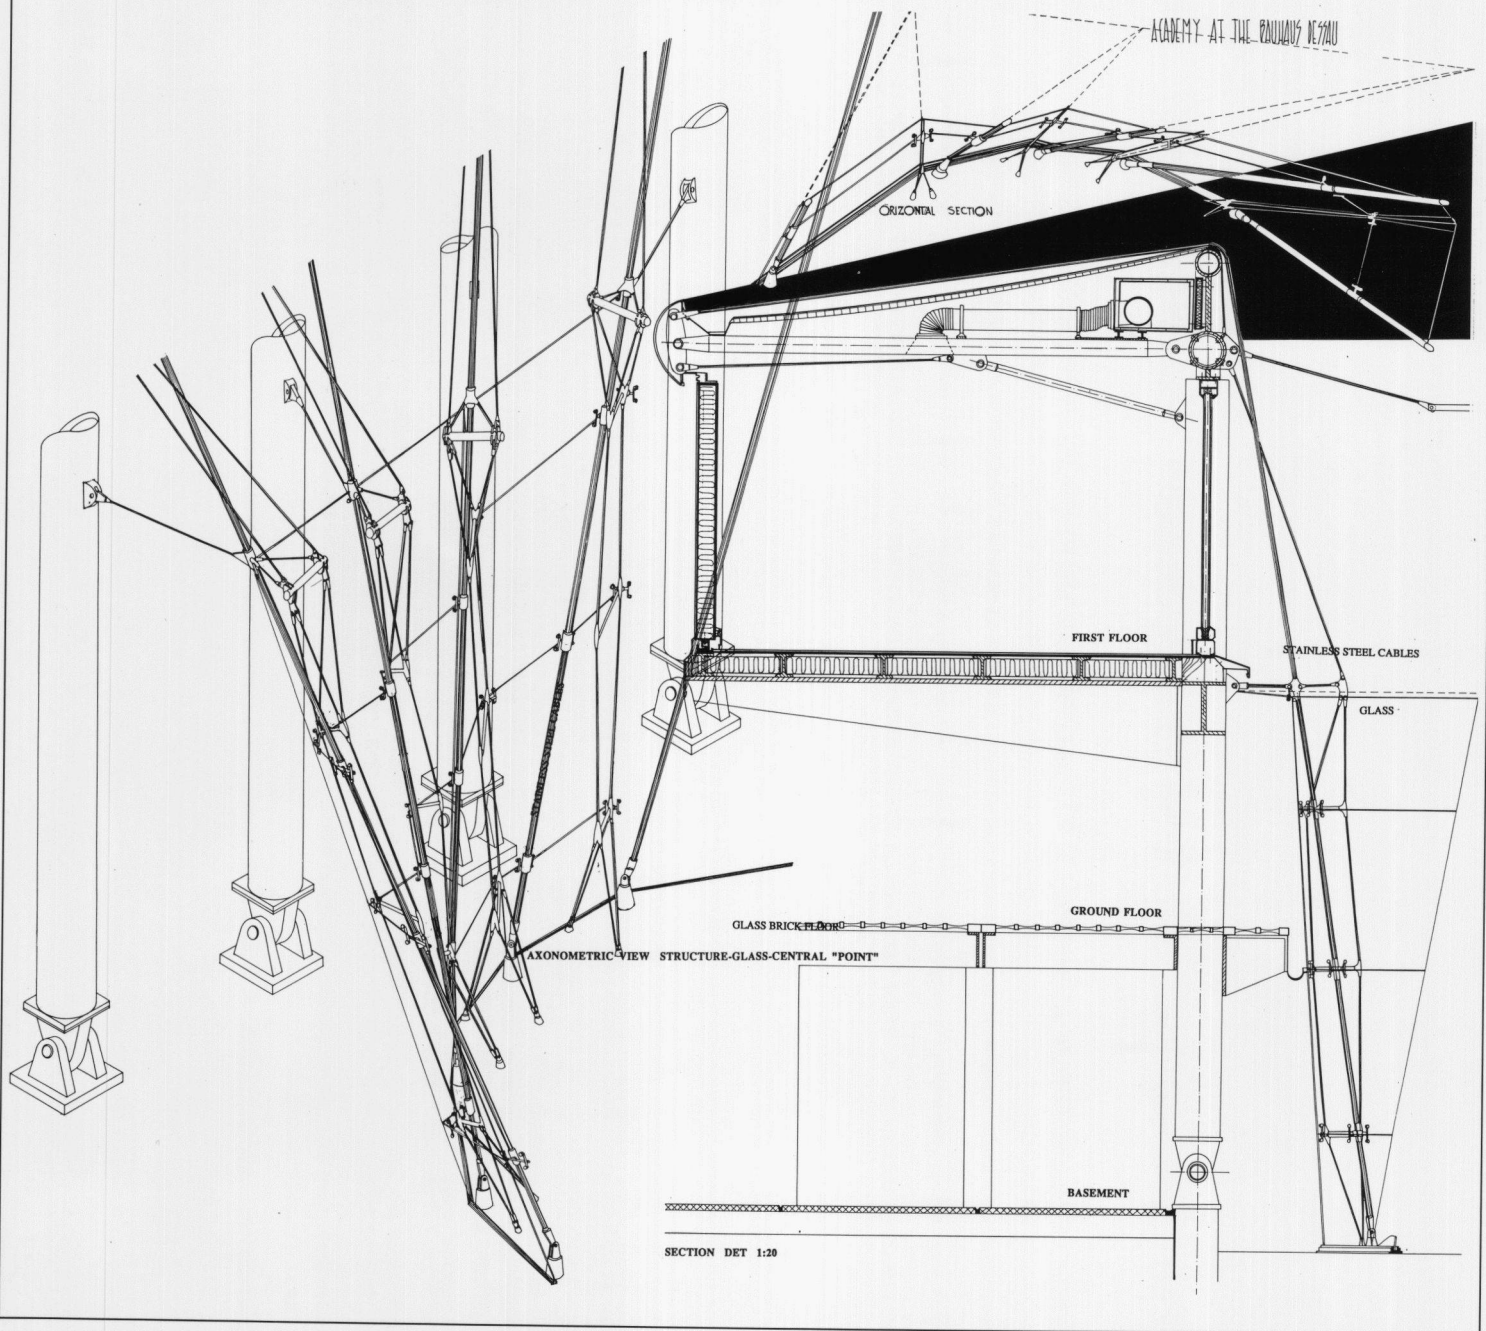 ACADEMY AT THE BAUHAUS DESSAU
ORIZONTAL SECTION
FIRST FLOOR
STAINLESS STEEL CABLES
GLASS
STAINLESS STEEL CABLES
GROUND FLOOR
GLASS BRICK FLOOR
AXONOMETRIC VIEW STRUCTURE-GLASS-CENTRAL "POINT"
BASEMENT
SECTION DET 1:20